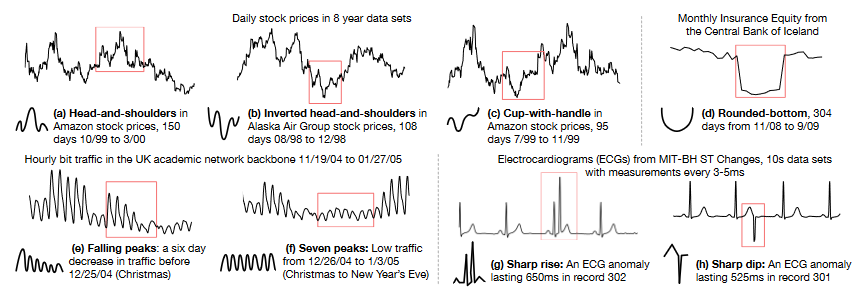 Daily stock prices in 8 year data sets
Monthly Insurance Equity from
the Central Bank of Iceland
(a) Head-and-shoulders in
Amazon stock prices, 150
days 10/99 to 3/00
(b) Inverted head-and-shoulders in
Alaska Air Group stock prices, 108
days 08/98 to 12/98
(c) Cup-with-handle in
Amazon stock prices, 95
days 7/99 to 11/99
(d) Rounded-bottom, 304
days from 11/08 to 9/09
Hourly bit traffic in the UK academic network backbone 11/19/04 to 01/27/05
Electrocardiograms (ECGs) from MIT-BH ST Changes, 10s data sets
with measurements every 3-5ms
(e) Falling peaks: a six day
decrease in traffic before
12/25/04 (Christmas)
(f) Seven peaks: Low traffic
from 12/26/04 to 1/3/05
(Christmas to New Year's Eve)
(g) Sharp rise: An ECG anomaly
lasting 650ms in record 302
(h) Sharp dip: An ECG anomaly
lasting 525ms in record 301